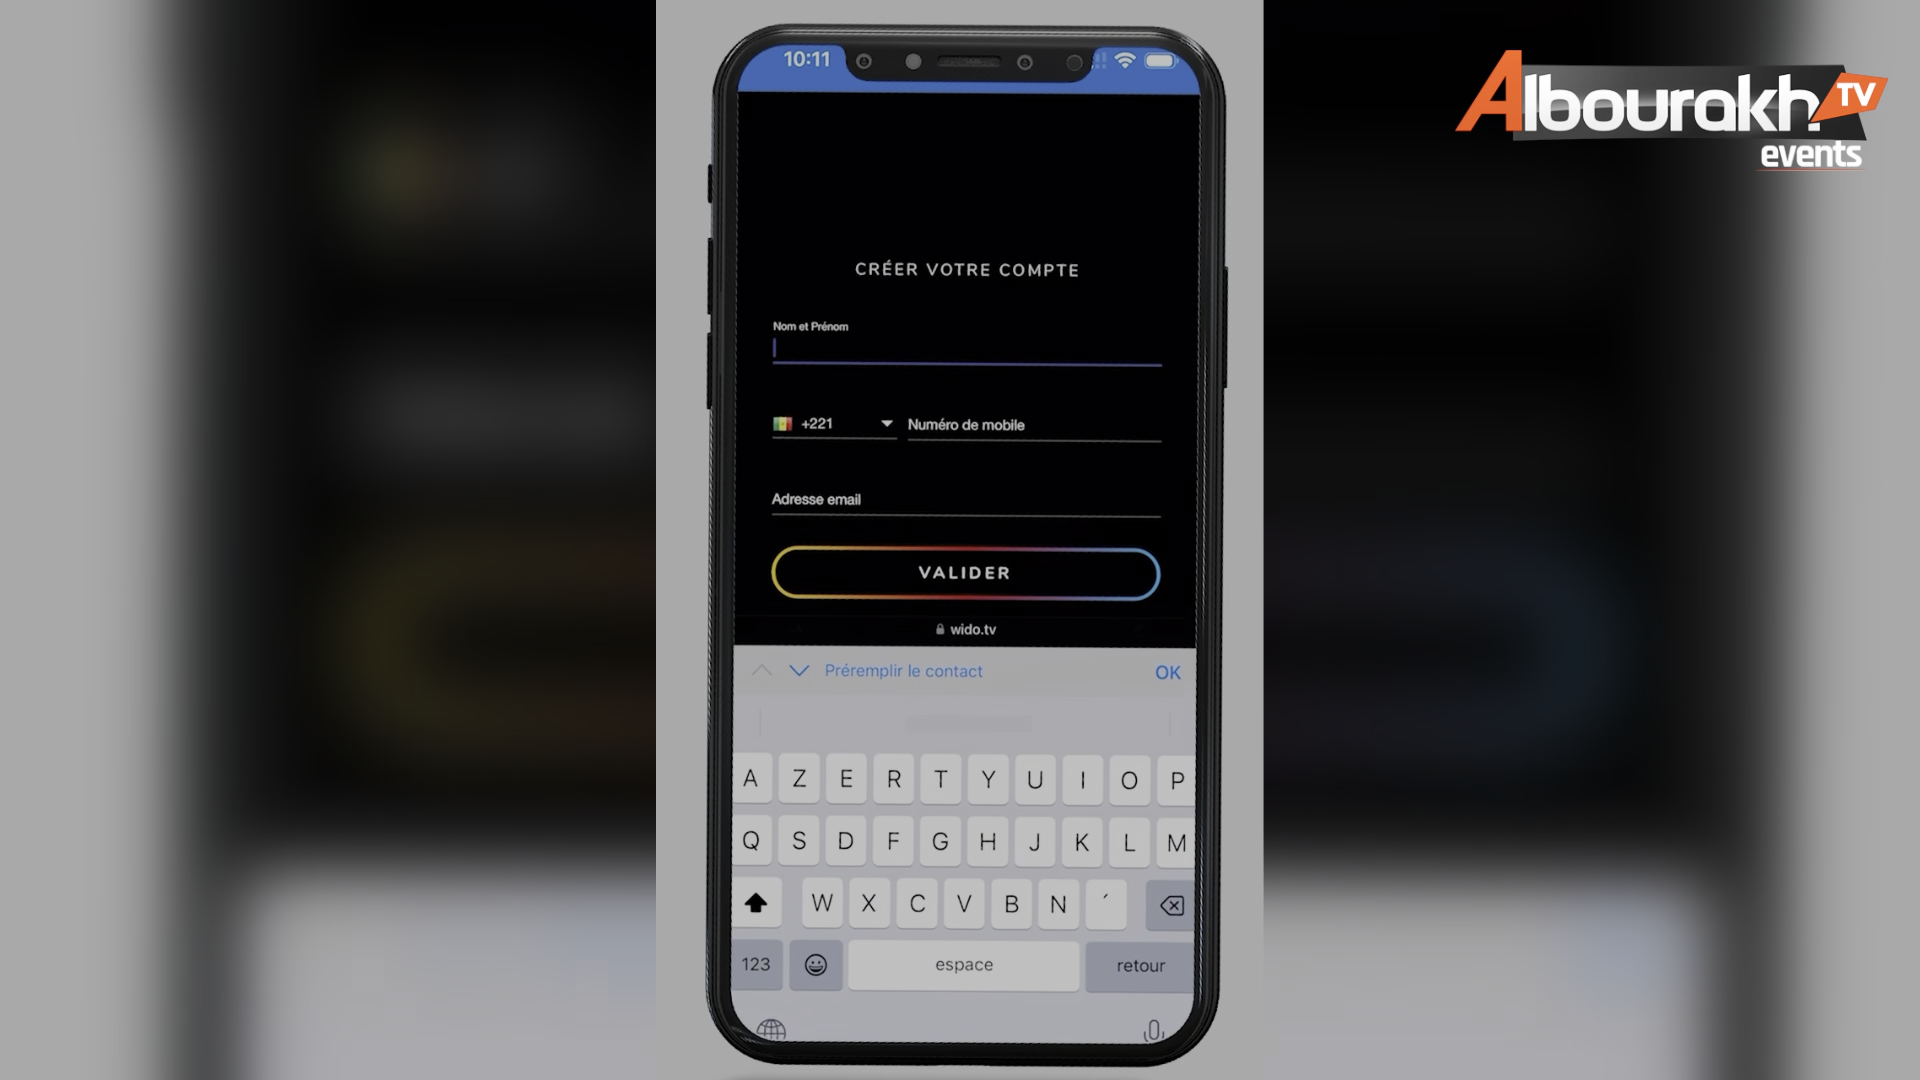 10:11
Albourakh TV
events
CRÉER VOTRE COMPTE
Nom et Prénom
+221 Numéro de mobile
Adresse email
VALIDER
wido.tv
Préremplir le contact OK
A Z E R T Y U I O P
Q S D F G H J K L M
W X C V B N ´
123 espace retour